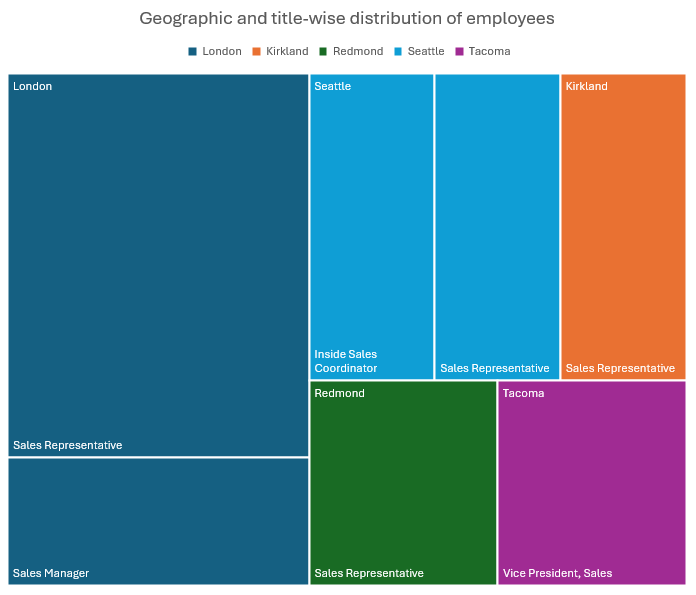 Geographic and title-wise distribution of employees
London Kirkland Redmond Seattle Tacoma
London
Sales Representative
Sales Manager
Seattle
Inside Sales
Coordinator
Sales Representative
Kirkland
Sales Representative
Redmond
Sales Representative
Tacoma
Vice President, Sales